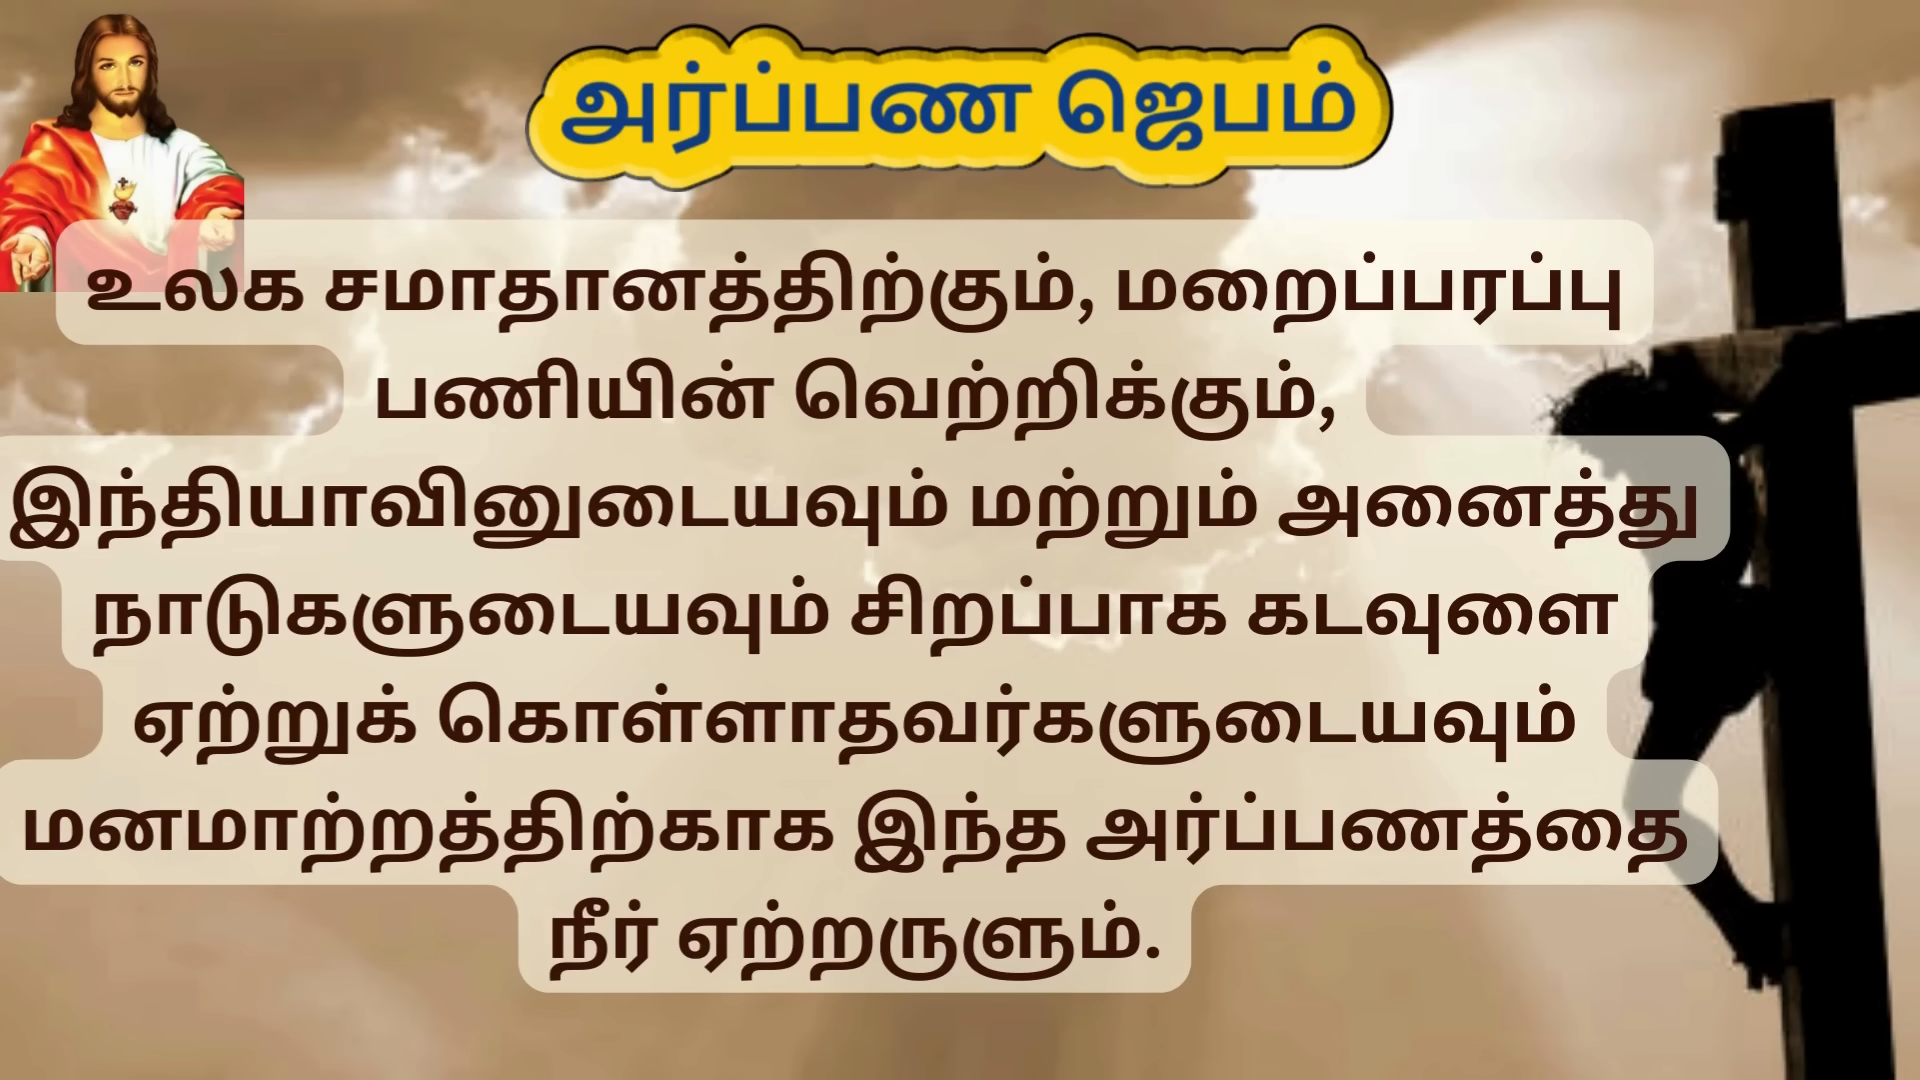 அர்ப்பண ஜெபம்
உலக சமாதானத்திற்கும், மறைப்பரப்பு
பணியின் வெற்றிக்கும்,
இந்தியாவினுடையவும் மற்றும் அனைத்து
நாடுகளுடையவும் சிறப்பாக கடவுளை
ஏற்றுக் கொள்ளாதவர்களுடையவும்
மனமாற்றத்திற்காக இந்த அர்ப்பணத்தை
நீர் ஏற்றருளும்.